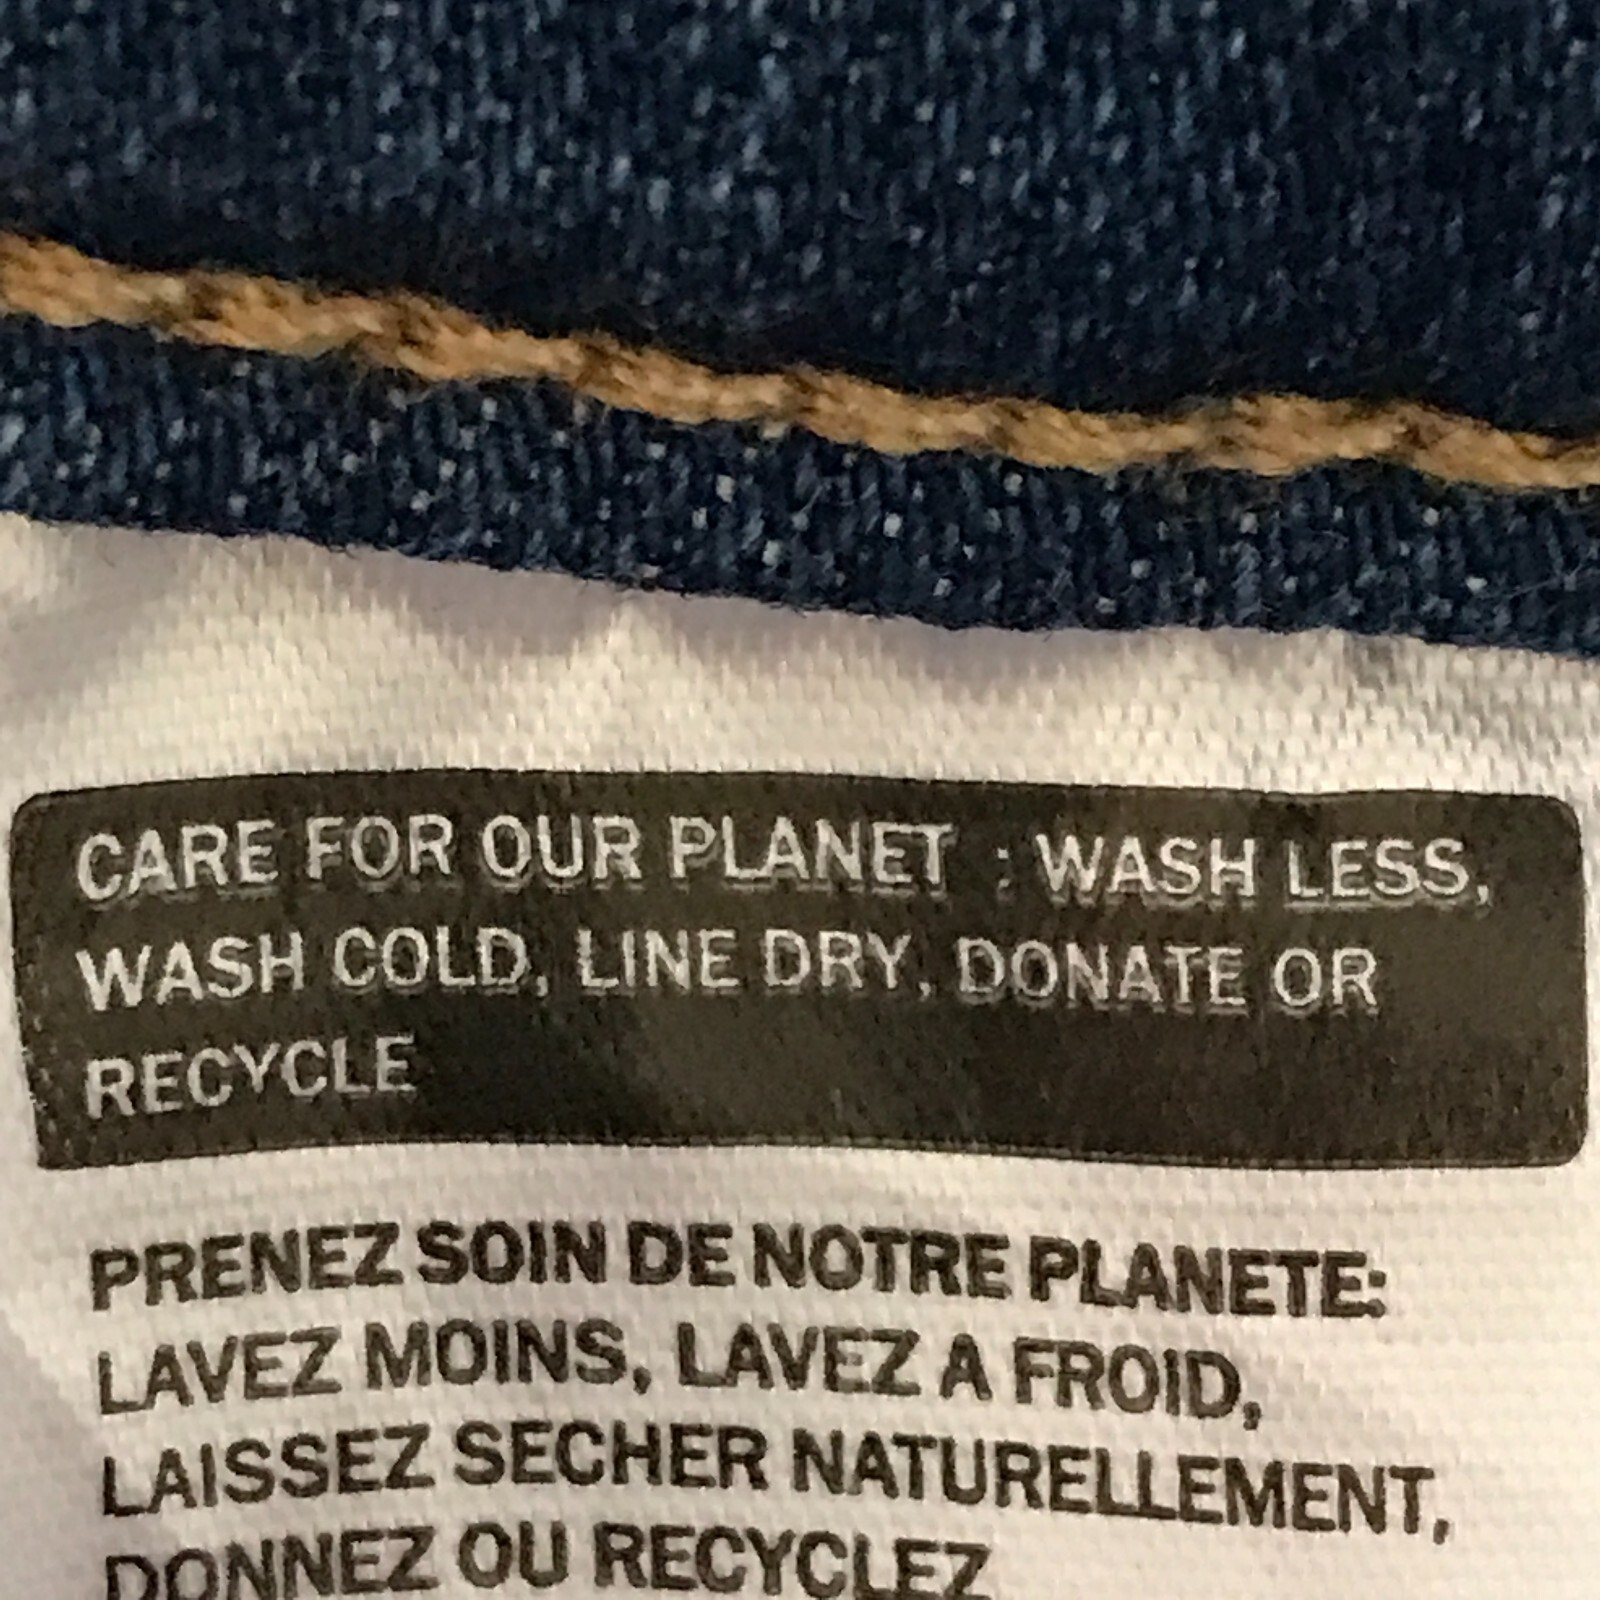 CARE FOR OUR PLANET : WASH LESS,
WASH COLD, LINE DRY, DONATE OR
RECYCLE
PRENEZ SOIN DE NOTRE PLANETE:
LAVEZ MOINS, LAVEZ A FROID,
LAISSEZ SECHER NATURELLEMENT,
DONNEZ OU RECYCLEZ